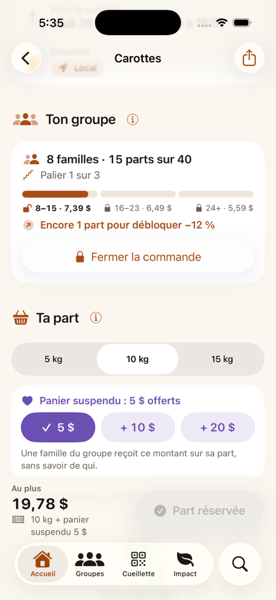 5:35
Carottes
Local
Ton groupe
8 familles · 15 parts sur 40
Palier 1 sur 3
8–15 · 7,39 $ 16–23 · 6,49 $ 24+ · 5,59 $
Encore 1 part pour débloquer −12 %
Fermer la commande
Ta part
5 kg 10 kg 15 kg
Panier suspendu : 5 $ offerts
✓ 5 $ + 10 $ + 20 $
Une famille du groupe reçoit ce montant sur sa part,
sans savoir de qui.
Au plus
19,78 $
10 kg + panier
suspendu 5 $
Part réservée
Accueil Groupes Cueillette Impact